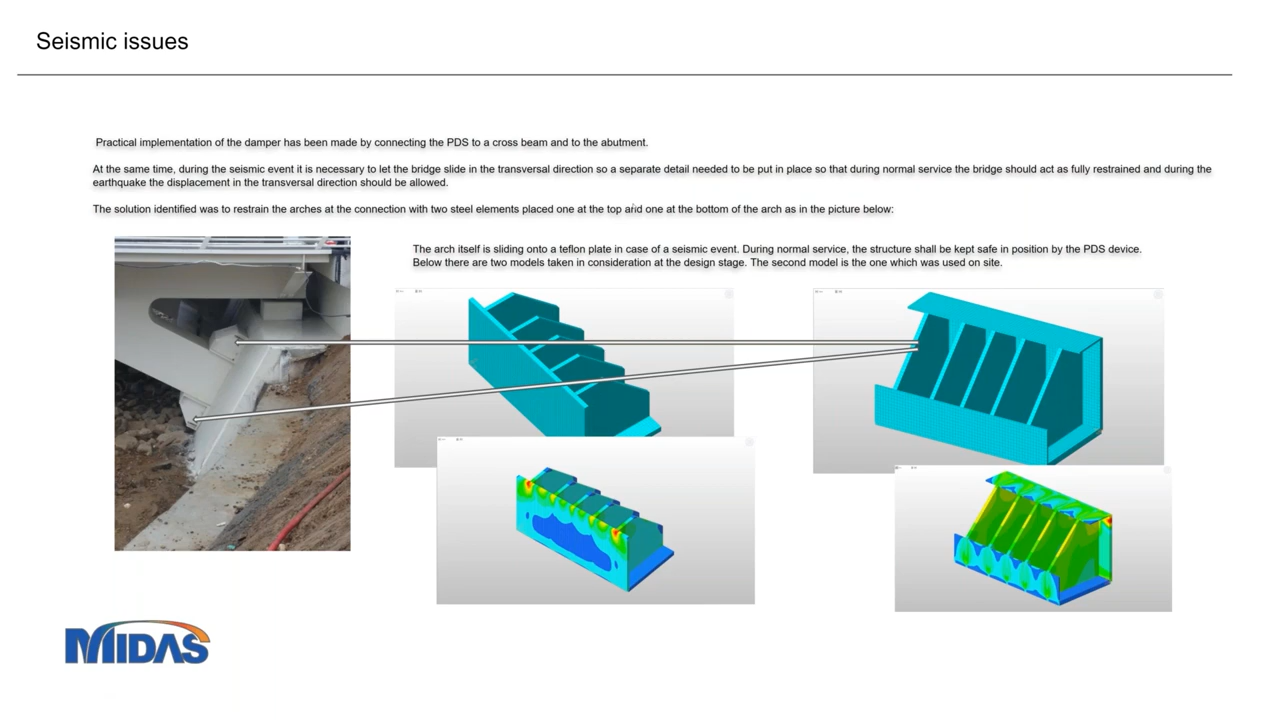 Seismic issues
Practical implementation of the damper has been made by connecting the PDS to a cross beam and to the abutment.
At the same time, during the seismic event it is necessary to let the bridge slide in the transversal direction so a separate detail needed to be put in place so that during normal service the bridge should act as fully restrained and during the
earthquake the displacement in the transversal direction should be allowed.
The solution identified was to restrain the arches at the connection with two steel elements placed one at the top and one at the bottom of the arch as in the picture below:
The arch itself is sliding onto a teflon plate in case of a seismic event. During normal service, the structure shall be kept safe in position by the PDS device.
Below there are two models taken in consideration at the design stage. The second model is the one which was used on site.
MIDAS